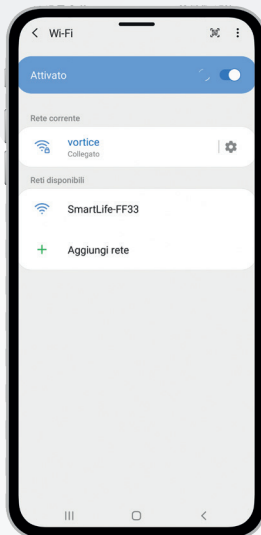 Wi-Fi
Attivato
Rete corrente
vortice
Collegato
Reti disponibili
SmartLife-FF33
Aggiungi rete